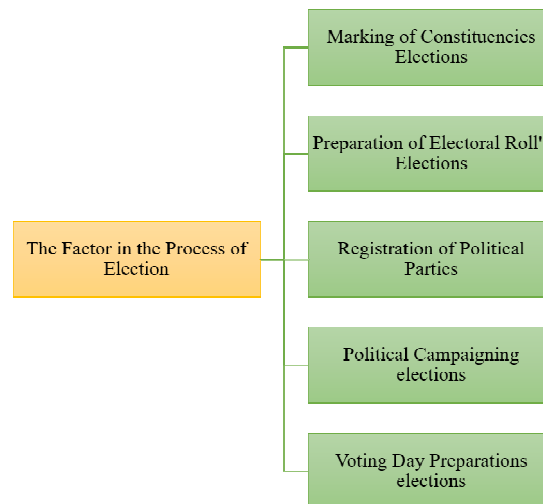 Marking of Constituencies
Elections
Preparation of Electoral Roll'
Elections
The Factor in the Process of
Election
Registration of Political
Parties
Political Campaigning
elections
Voting Day Preparations
elections